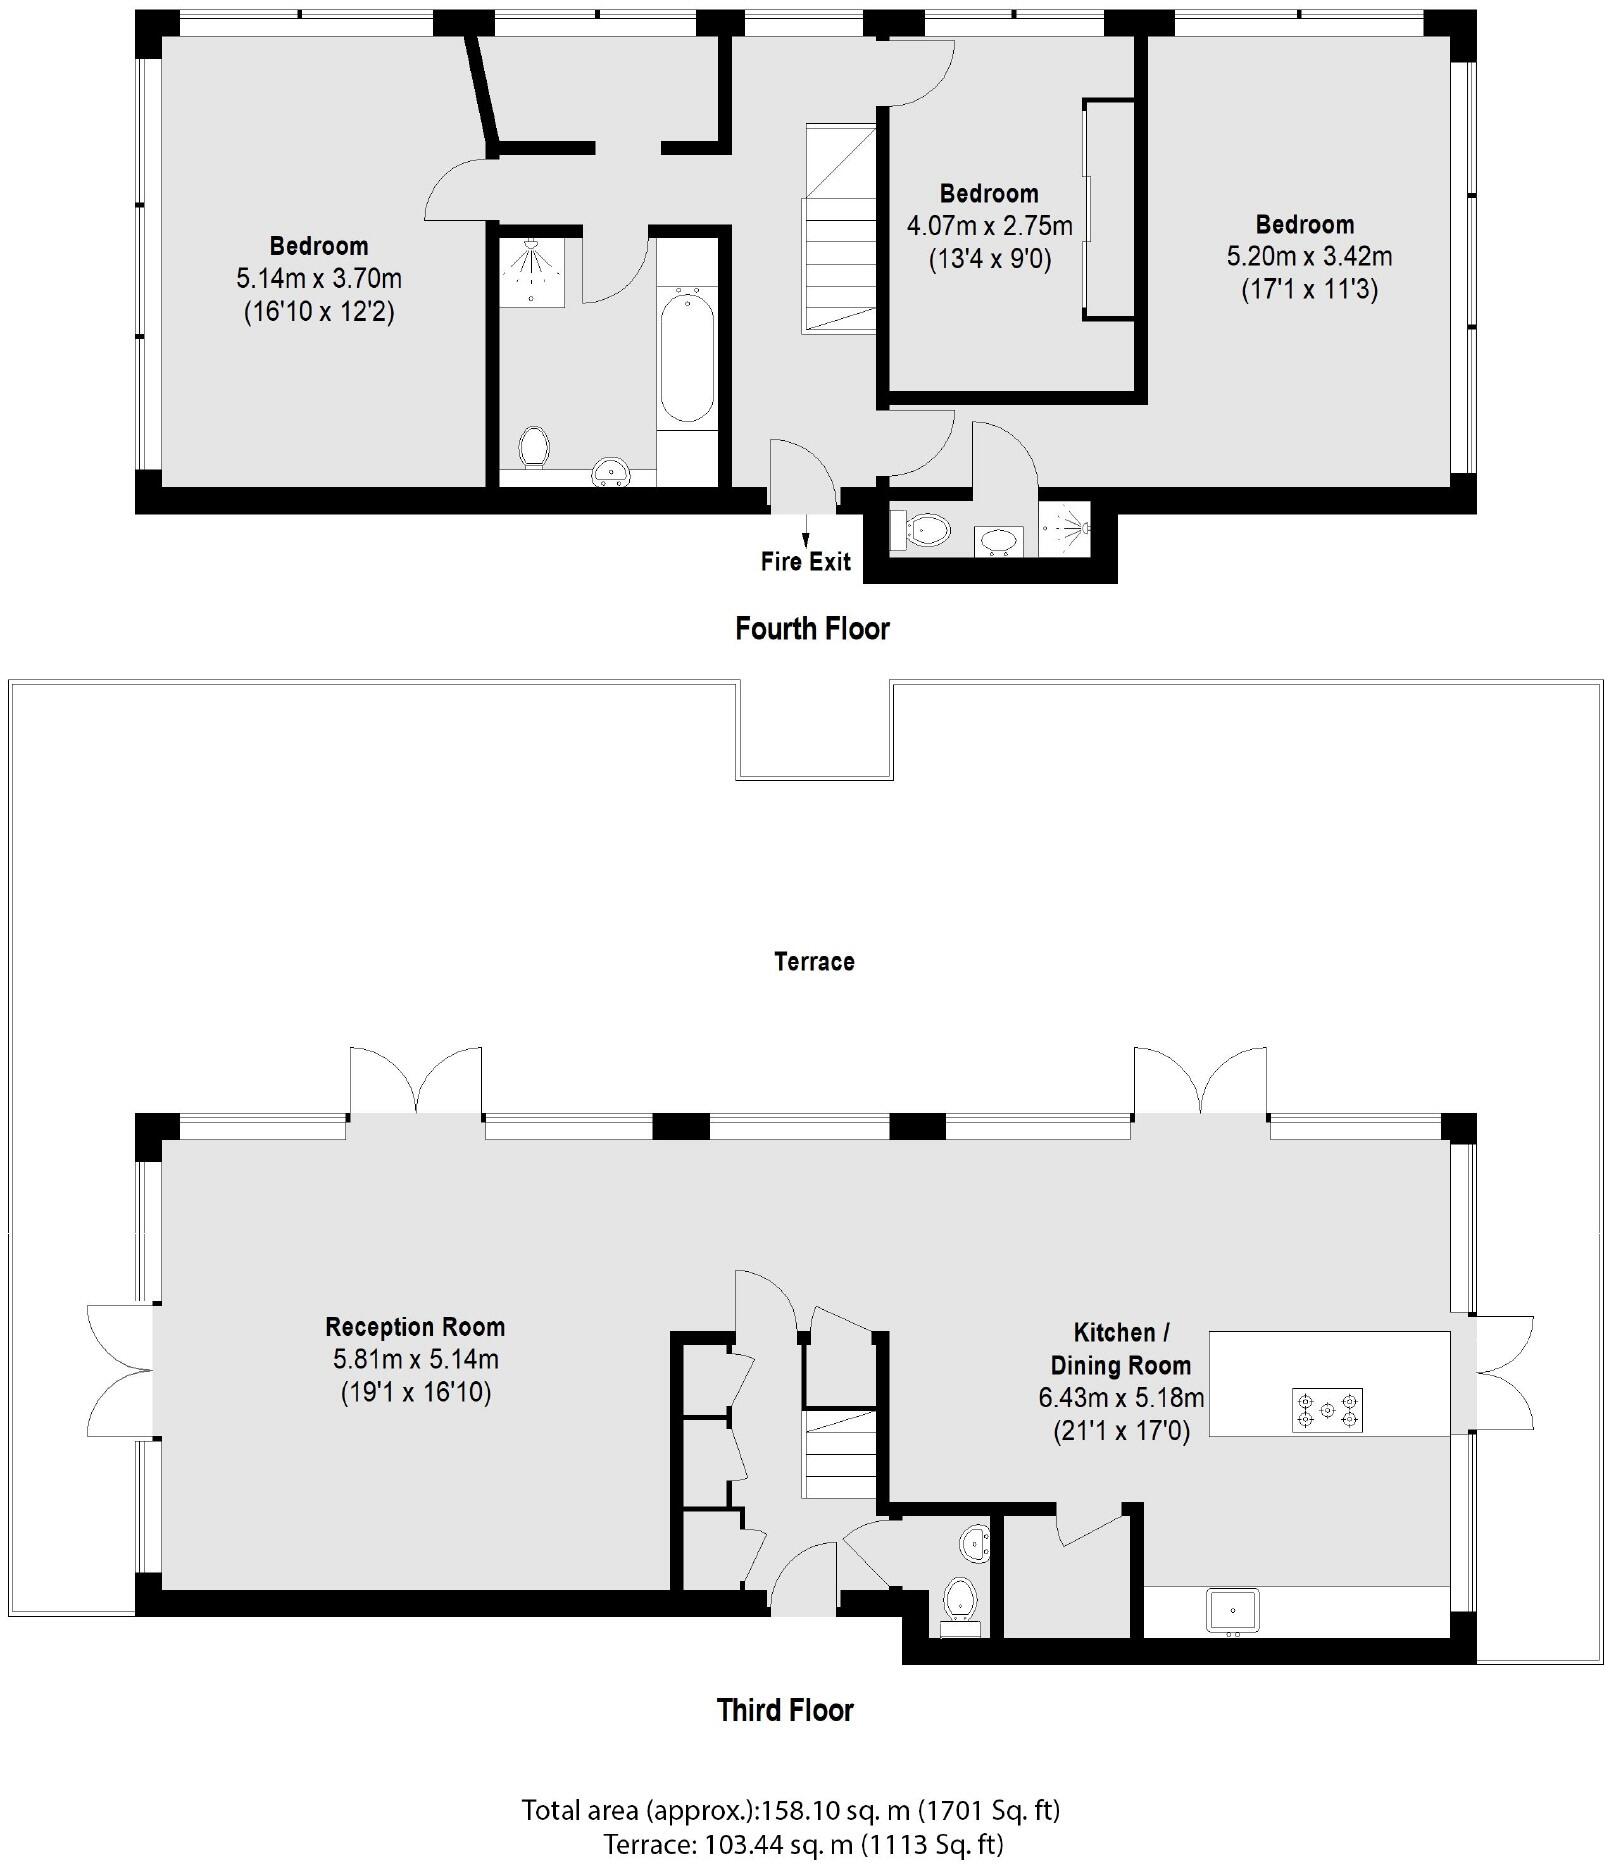 Bedroom
5.14m x 3.70m
(16'10 x 12'2)
Bedroom
4.07m x 2.75m
(13'4 x 9'0)
Bedroom
5.20m x 3.42m
(17'1 x 11'3)
Fire Exit
Fourth Floor
Terrace
Reception Room
5.81m x 5.14m
(19'1 x 16'10)
Kitchen /
Dining Room
6.43m x 5.18m
(21'1 x 17'0)
Third Floor
Total area (approx.):158.10 sq. m (1701 Sq. ft)
Terrace: 103.44 sq. m (1113 Sq. ft)